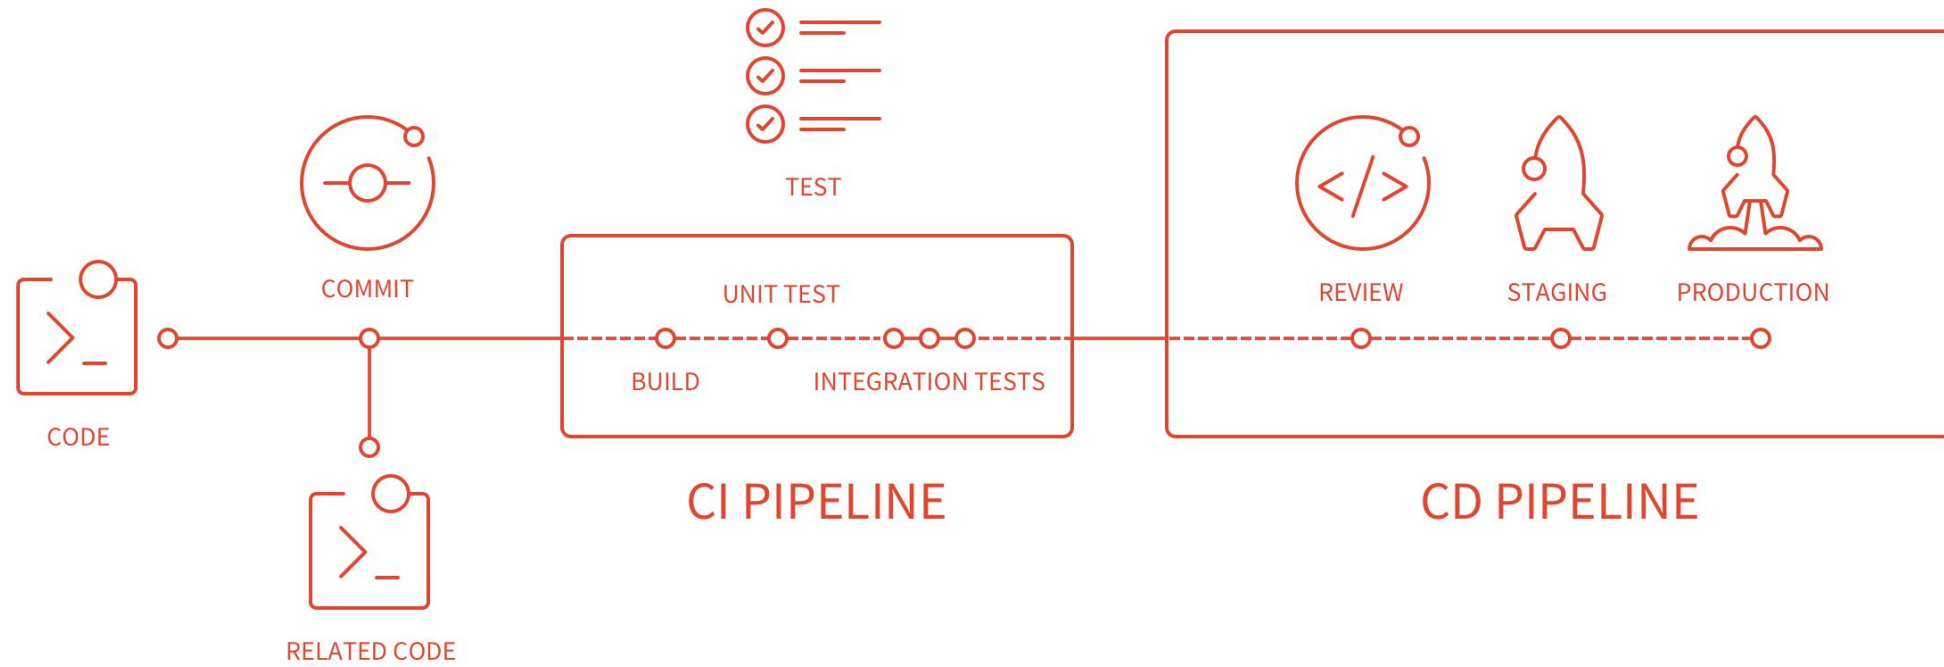 TEST
COMMIT
UNIT TEST
REVIEW
STAGING
PRODUCTION
BUILD
INTEGRATION TESTS
CODE
CI PIPELINE
CD PIPELINE
RELATED CODE